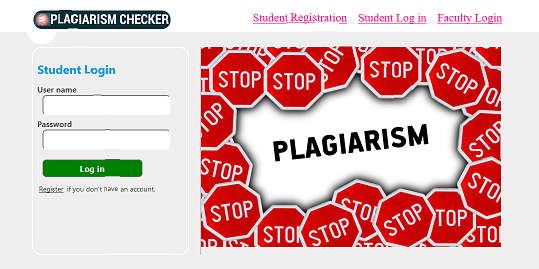 PLAGIARISM CHECKER
Student Registration Student Log in Faculty Login
Student Login
User name
Password
Log in
Register if you don't have an account.
STOP STOP STOP STOP STOP
STOP
PLAGIARISM
STOP
STOP
STOP
STOP STOP STOP STOP STOP